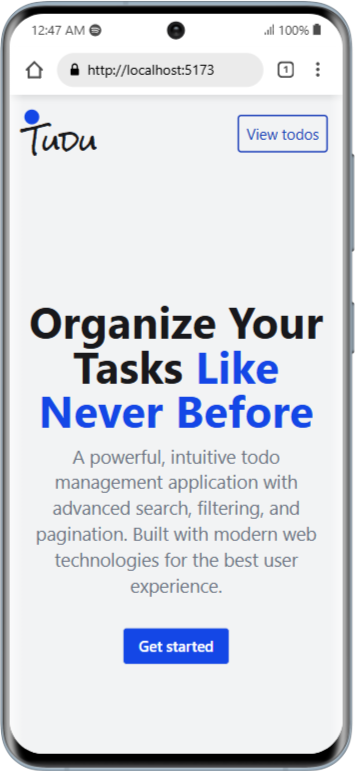 12:47 AM 100%
http://localhost:5173
1
Tudu
View todos
Organize Your
Tasks Like
Never Before
A powerful, intuitive todo
management application with
advanced search, filtering, and
pagination. Built with modern web
technologies for the best user
experience.
Get started